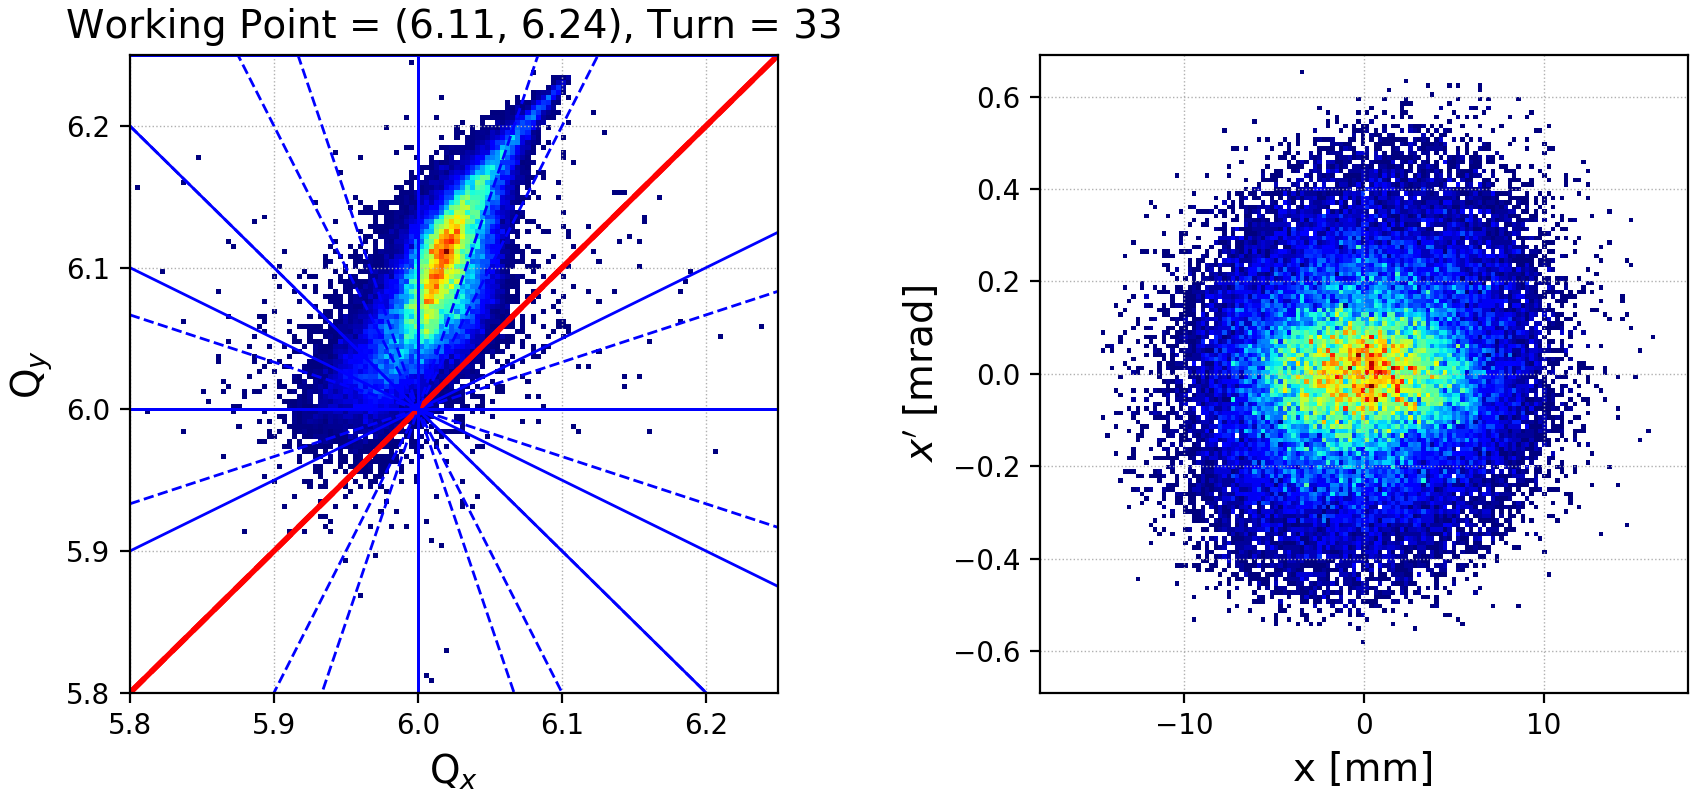 Working Point = (6.11, 6.24), Turn = 33
6.2
6.1
6.0
5.9
5.8
Q_y
5.8 5.9 6.0 6.1 6.2
Q_x
0.6
0.4
0.2
0.0
−0.2
−0.4
−0.6
x′ [mrad]
−10 0 10
x [mm]